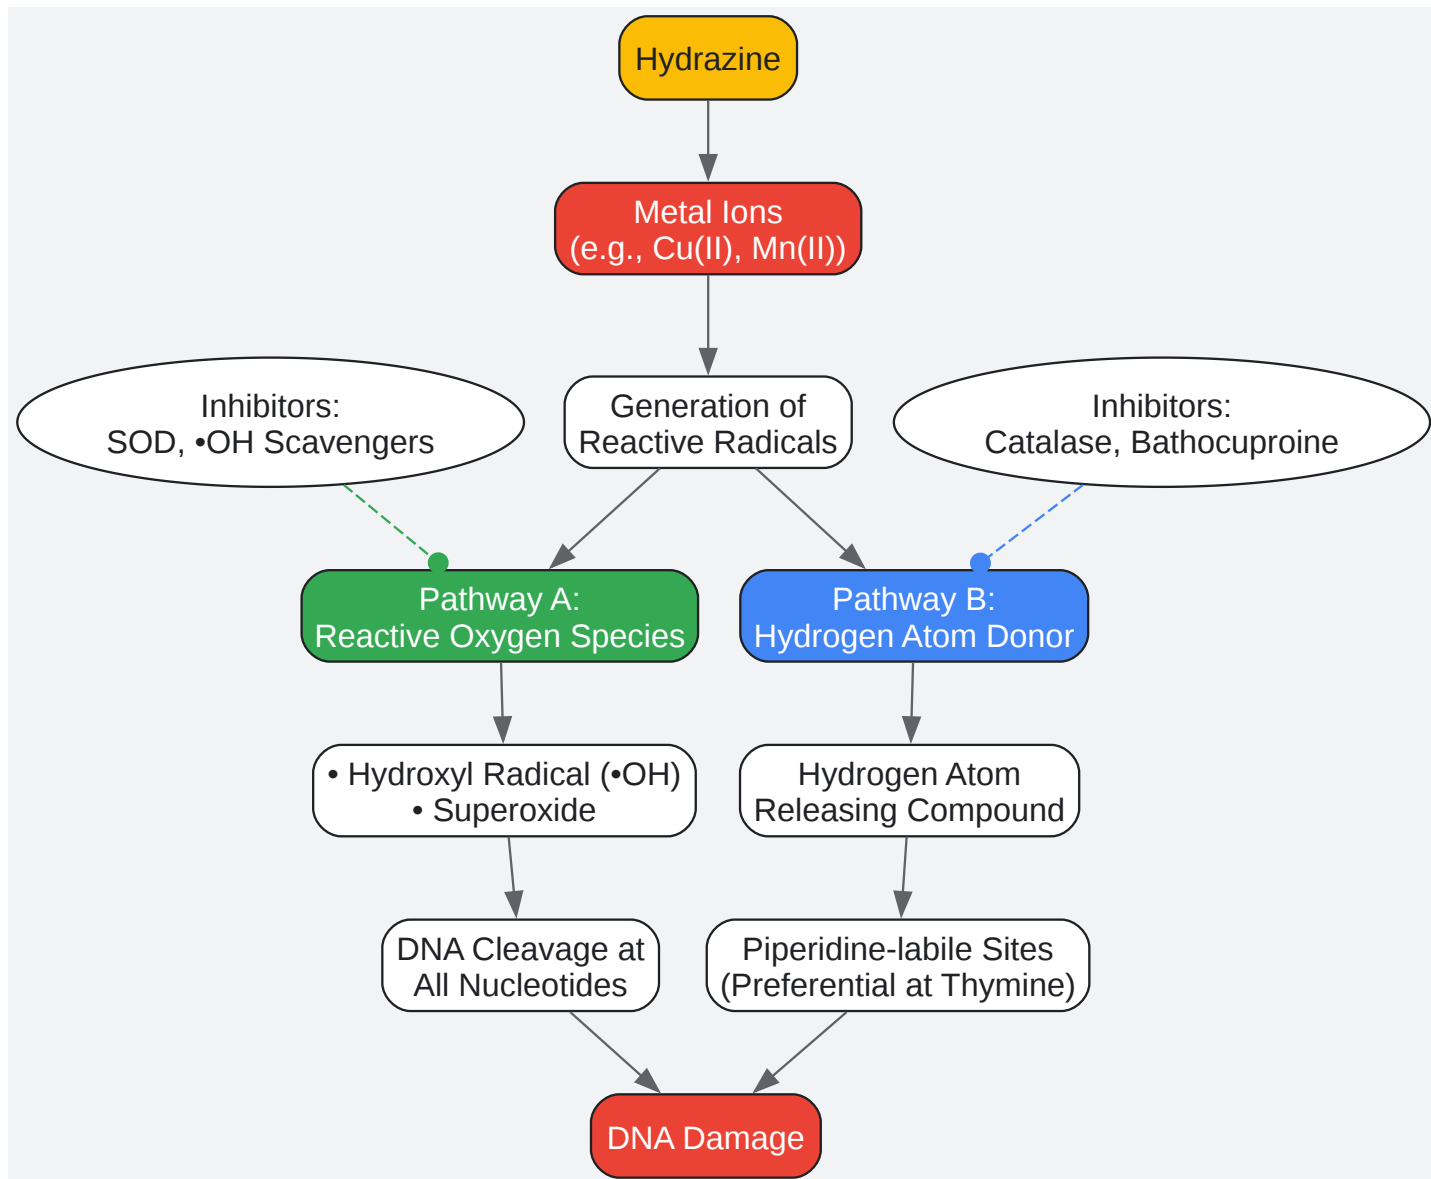 Hydrazine
Metal Ions
(e.g., Cu(II), Mn(II))
Inhibitors:
SOD, •OH Scavengers
Generation of
Reactive Radicals
Inhibitors:
Catalase, Bathocuproine
Pathway A:
Reactive Oxygen Species
Pathway B:
Hydrogen Atom Donor
• Hydroxyl Radical (•OH)
• Superoxide
Hydrogen Atom
Releasing Compound
DNA Cleavage at
All Nucleotides
Piperidine-labile Sites
(Preferential at Thymine)
DNA Damage